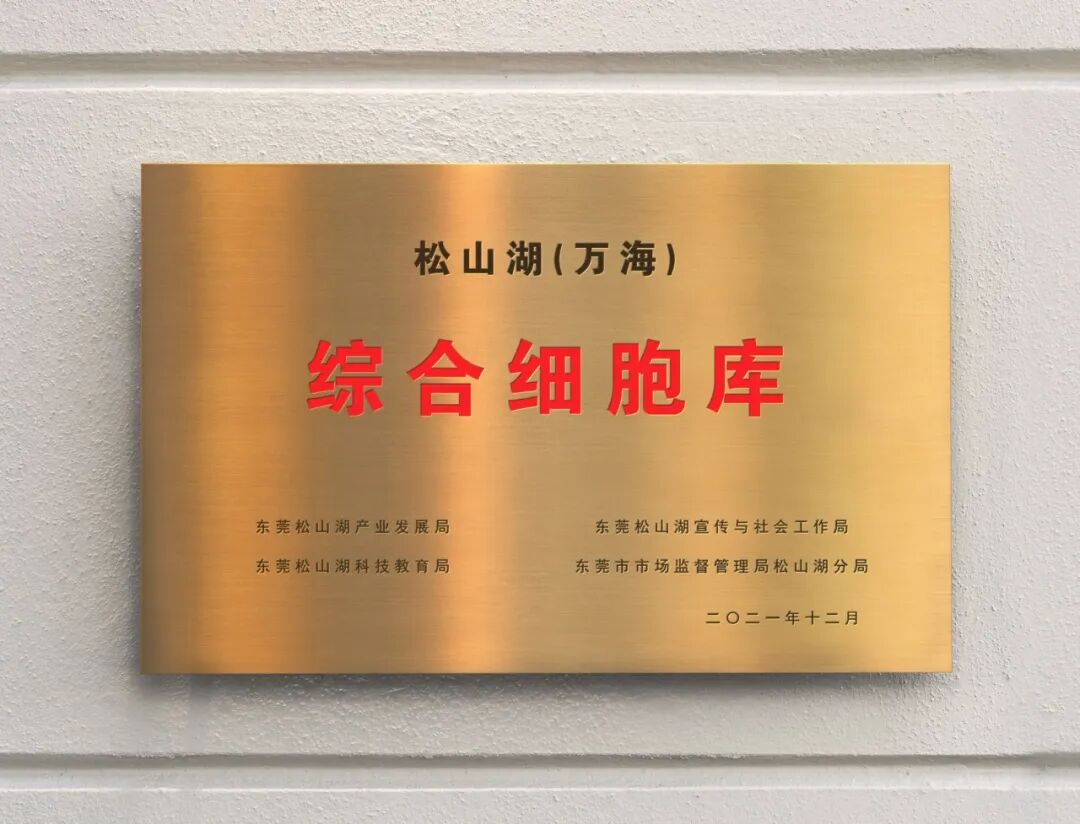 松山湖(万海)
综合细胞库
东莞松山湖产业发展局
东莞松山湖宣传与社会工作局
东莞松山湖科技教育局
东莞市市场监督管理局松山湖分局
二〇二一年十二月